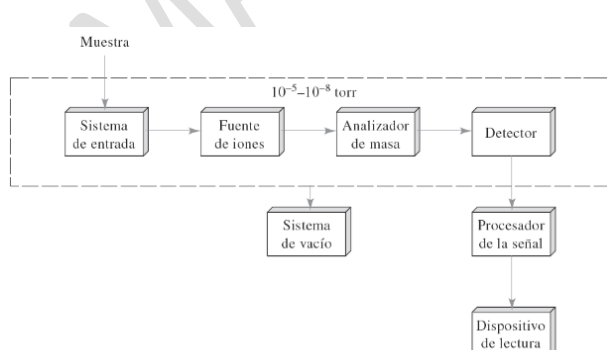 Muestra
10⁻⁵–10⁻⁸ torr
Sistema
de entrada
Fuente
de iones
Analizador
de masa
Detector
Sistema
de vacío
Procesador
de la señal
Dispositivo
de lectura